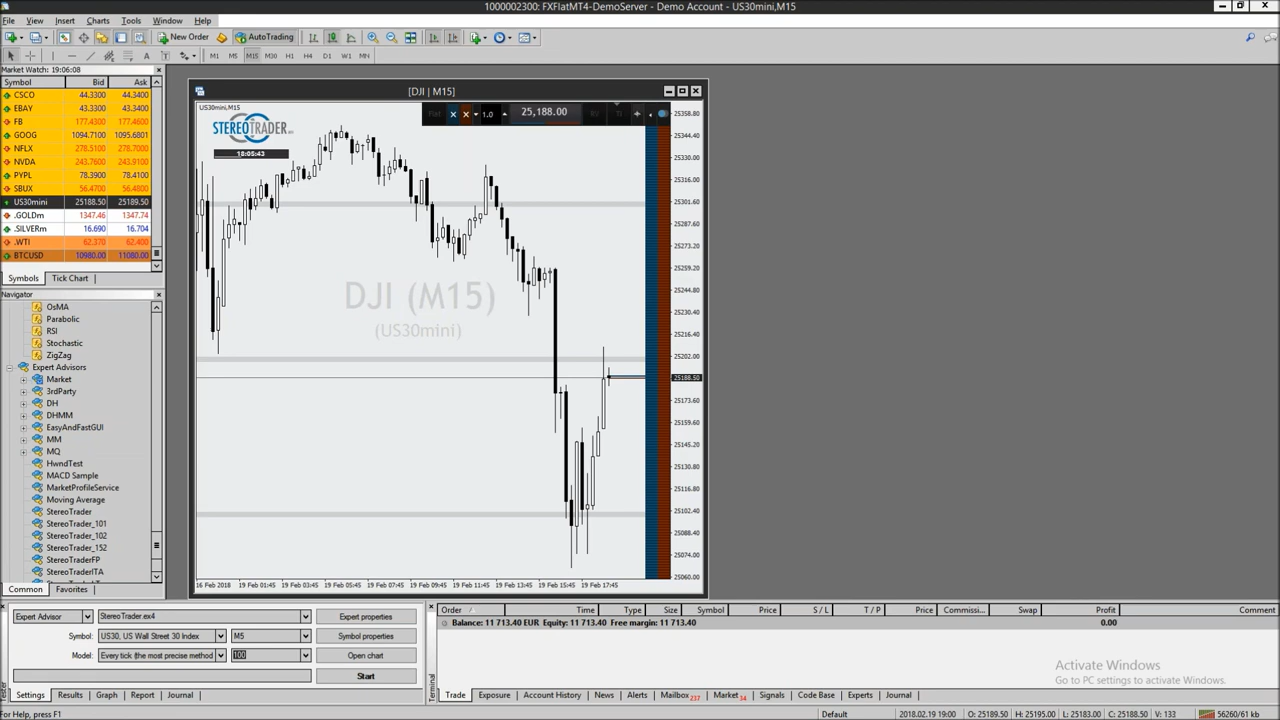 1000002300: FXFlatMT4-DemoServer - Demo Account - US30mini,M15
File View Insert Charts Tools Window Help
New Order AutoTrading
M1 M5 M15 M30 H1 H4 D1 W1 MN
Market Watch: 19:06:08
Symbol Bid Ask
CSCO 44.3300 44.3400
EBAY 43.3300 43.3400
FB 177.4300 177.4600
GOOG 1094.7100 1095.6801
NFLX 278.5100 278.7000
NVDA 243.7600 243.9100
PYPL 78.3900 78.4100
SBUX 56.4700 56.4800
US30mini 25188.50 25189.50
.GOLDm 1347.46 1347.74
.SILVERm 16.690 16.704
.WTI 62.370 62.400
BTCUSD 10980.00 11080.00
Symbols Tick Chart
Navigator
OsMA
Parabolic
RSI
Stochastic
ZigZag
Expert Advisors
Market
3rdParty
DH
DHMM
EasyAndFastGUI
MM
MQ
HwndTest
MACD Sample
MarketProfileService
Moving Average
StereoTrader
StereoTrader_101
StereoTrader_102
StereoTrader_152
StereoTraderFP
StereoTraderITA
Common Favorites
[DJI | M15]
US30mini,M15
STEREOTRADER
18:05:43
Flat 1.0 25,188.00
DJI (M15)
(US30mini)
25358.80
25344.40
25330.00
25316.00
25301.60
25287.60
25273.20
25259.20
25244.80
25230.40
25216.40
25202.00
25188.50
25173.60
25159.60
25145.20
25130.80
25116.80
25102.40
25088.40
25074.00
25060.00
16 Feb 2018 19 Feb 01:45 19 Feb 03:45 19 Feb 05:45 19 Feb 07:45 19 Feb 09:45 19 Feb 11:45 19 Feb 13:45 19 Feb 15:45 19 Feb 17:45
Expert Advisor StereoTrader.ex4 Expert properties
Symbol: US30, US Wall Street 30 Index M5 Symbol properties
Model: Every tick (the most precise method 100 Open chart
Start
Settings Results Graph Report Journal
Tester
Order Time Type Size Symbol Price S / L T / P Price Commissi... Swap Profit Comment
Balance: 11 713.40 EUR Equity: 11 713.40 Free margin: 11 713.40 0.00
Activate Windows
Go to PC settings to activate Windows.
Terminal
Trade Exposure Account History News Alerts Mailbox 237 Market 34 Signals Code Base Experts Journal
For Help, press F1 Default 2018.02.19 19:00 O: 25189.50 H: 25195.00 L: 25183.00 C: 25189.50 V: 133 56260/61 kb